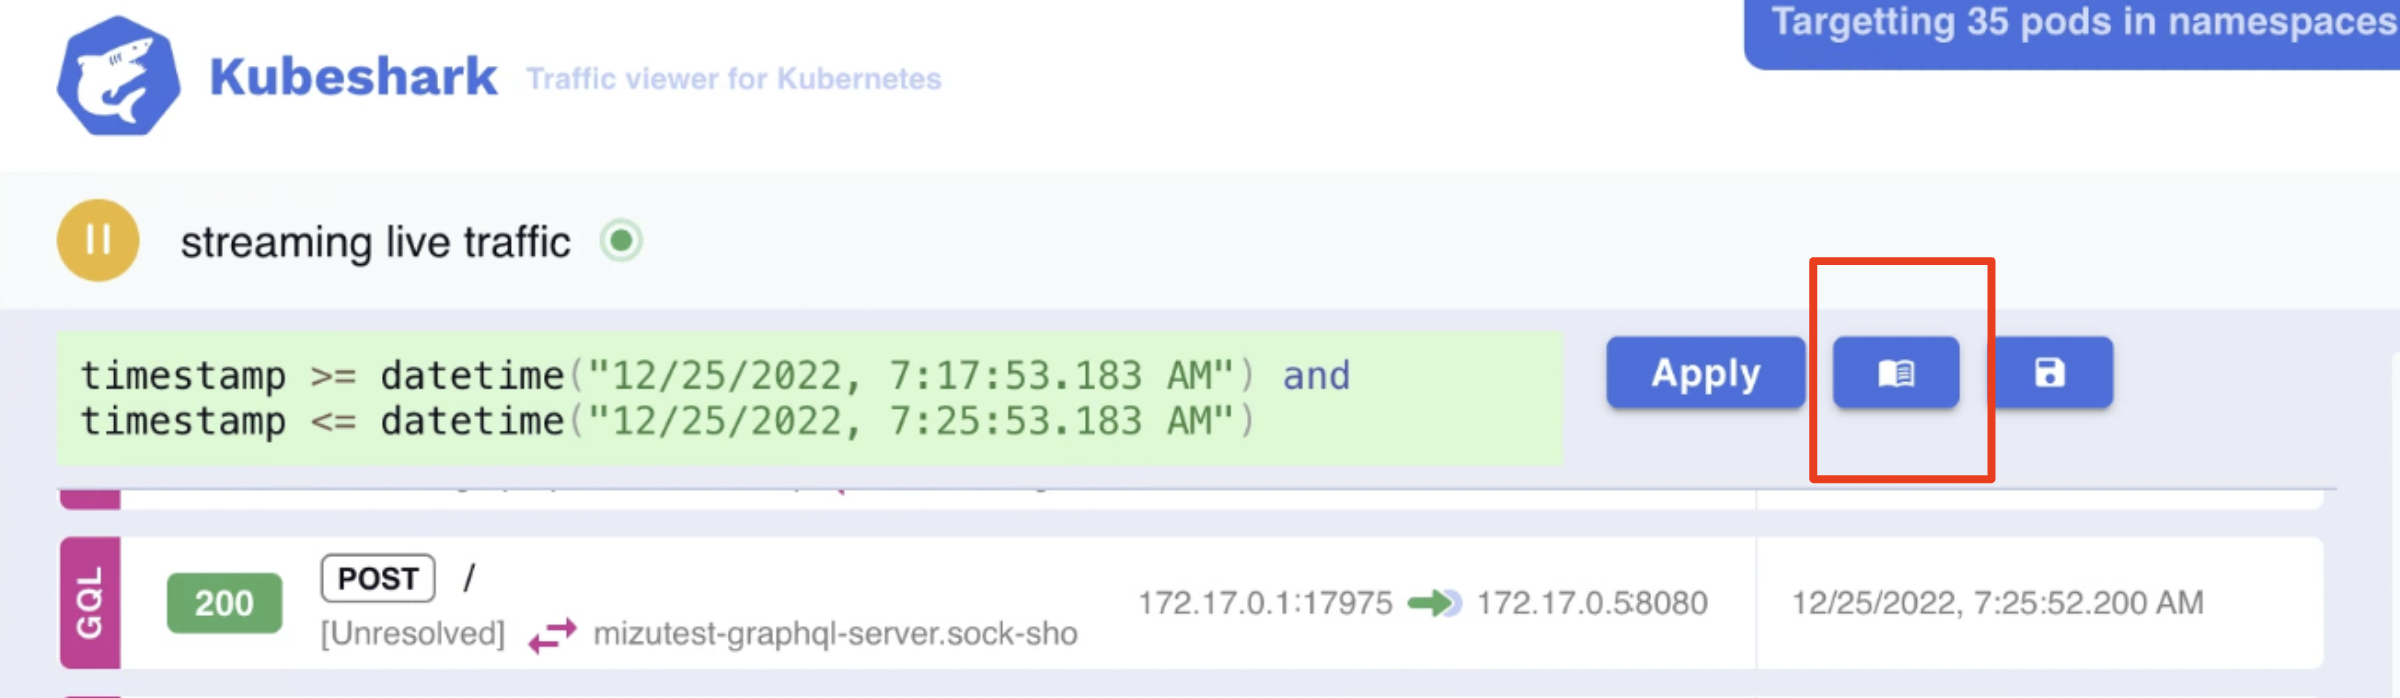 Targetting 35 pods in namespaces
Kubeshark Traffic viewer for Kubernetes
streaming live traffic
timestamp >= datetime("12/25/2022, 7:17:53.183 AM") and
timestamp <= datetime("12/25/2022, 7:25:53.183 AM")
Apply
GQL
200
POST /
[Unresolved] mizutest-graphql-server.sock-sho
172.17.0.1:17975 172.17.0.5:8080
12/25/2022, 7:25:52.200 AM